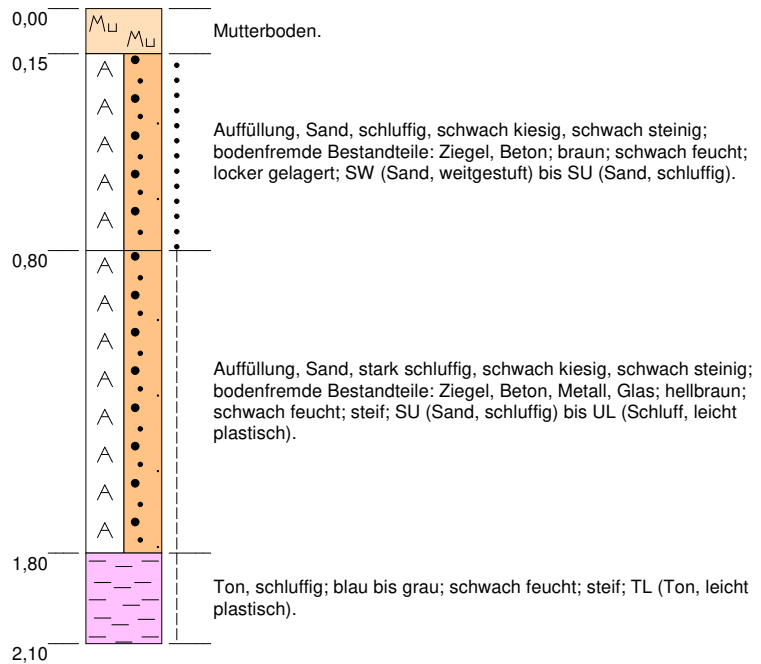 0,00
Mu
Mu
Mutterboden.
0,15
A
A
A
A
A
Auffüllung, Sand, schluffig, schwach kiesig, schwach steinig;
bodenfremde Bestandteile: Ziegel, Beton; braun; schwach feucht;
locker gelagert; SW (Sand, weitgestuft) bis SU (Sand, schluffig).
0,80
A
A
A
A
A
A
A
A
Auffüllung, Sand, stark schluffig, schwach kiesig, schwach steinig;
bodenfremde Bestandteile: Ziegel, Beton, Metall, Glas; hellbraun;
schwach feucht; steif; SU (Sand, schluffig) bis UL (Schluff, leicht
plastisch).
1,80
Ton, schluffig; blau bis grau; schwach feucht; steif; TL (Ton, leicht
plastisch).
2,10